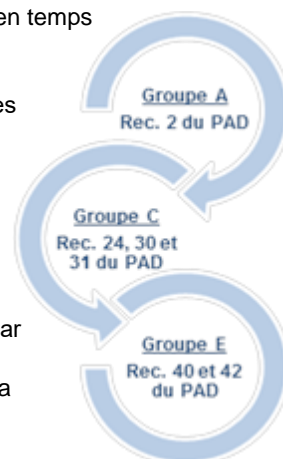 en temps
es
Groupe A
Rec. 2 du PAD
Groupe C
Rec. 24, 30 et
31 du PAD
ar
a
Groupe E
Rec. 40 et 42
du PAD